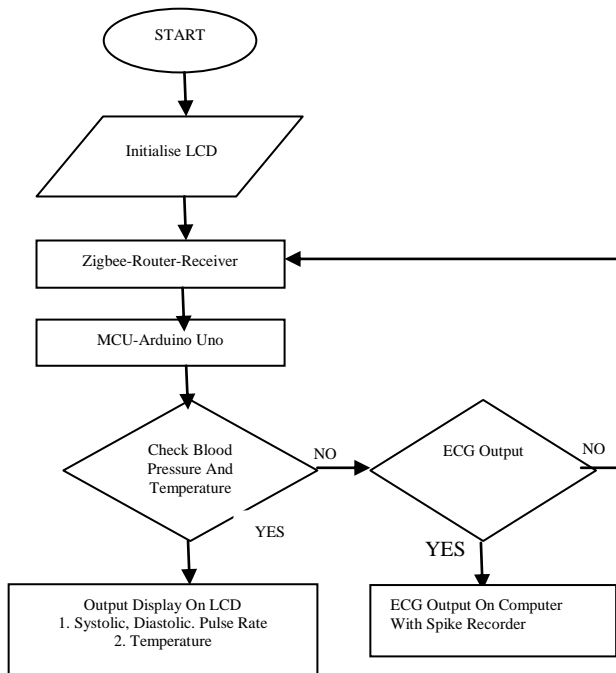 START
Initialise LCD
Zigbee-Router-Receiver
MCU-Arduino Uno
Check Blood
Pressure And
Temperature
NO
ECG Output
NO
YES
YES
Output Display On LCD
1. Systolic, Diastolic. Pulse Rate
2. Temperature
ECG Output On Computer
With Spike Recorder